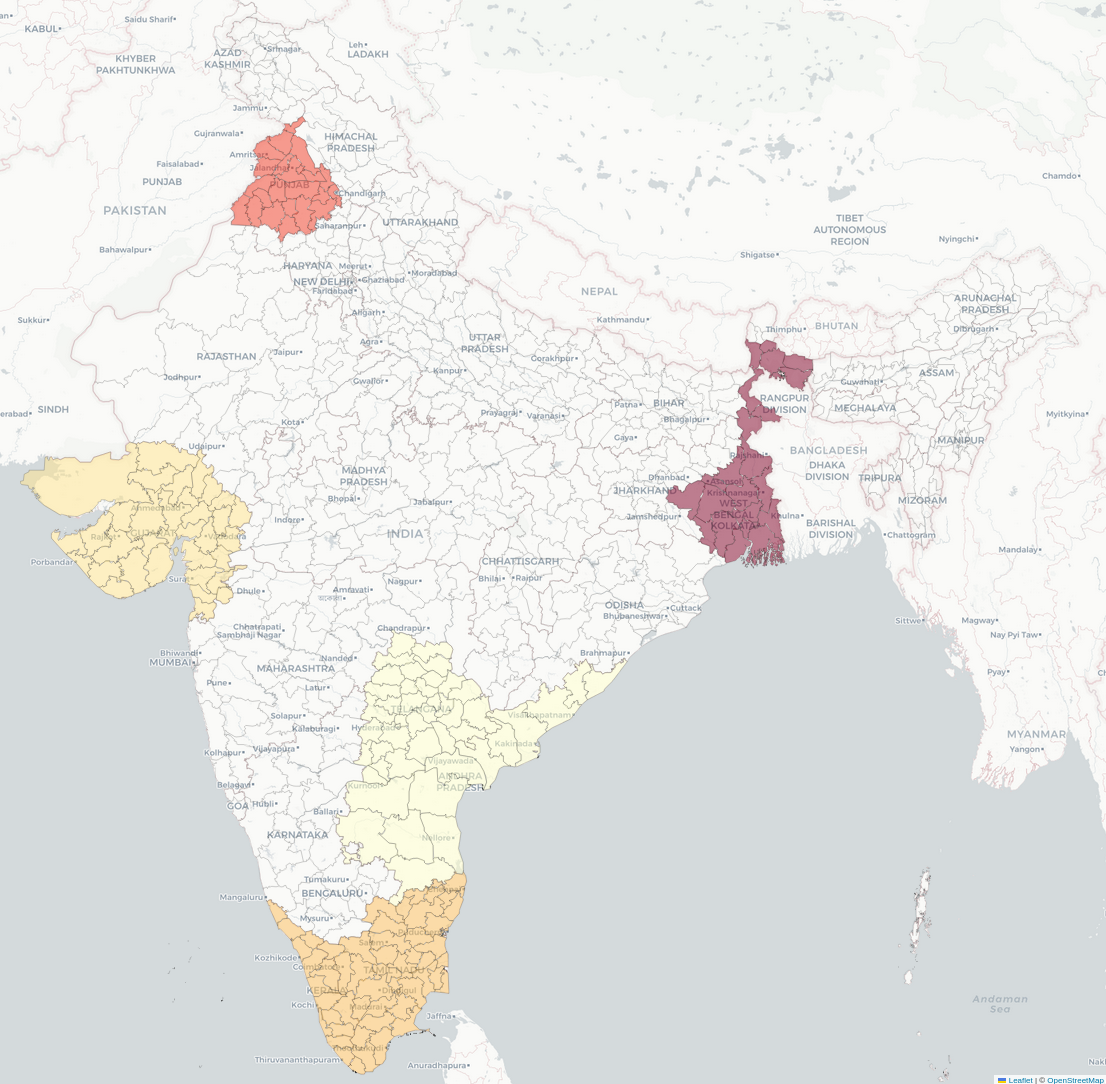 Saidu Sharif
KABUL
AZAD
KASHMIR
Srinagar
Leh
LADAKH
KHYBER
PAKHTUNKHWA
Jammu
Gujranwala
HIMACHAL
PRADESH
Amritsar
Faisalabad
Jalandhar
PUNJAB
PUNJAB
Chandigarh
Chamdo
PAKISTAN
UTTARAKHAND
Saharanpur
TIBET
AUTONOMOUS
REGION
Nyingchi
Bahawalpur
Shigatse
HARYANA
Meerut
Moradabad
NEW DELHI
Ghaziabad
Faridabad
NEPAL
ARUNACHAL
PRADESH
Sukkur
Aligarh
Kathmandu
Thimphu
BHUTAN
Dibrugarh
Agra
UTTAR
PRADESH
RAJASTHAN
Jaipur
Gorakhpur
Jodhpur
Gwalior
Kanpur
Guwahati
ASSAM
SINDH
erabad
Kota
Prayagraj
Varanasi
Patna
BIHAR
Bhagalpur
RANGPUR
DIVISION
MEGHALAYA
Myitkyina
Udaipur
Gaya
MANIPUR
Rajshahi
BANGLADESH
MADHYA
PRADESH
Dhanbad
DHAKA
DIVISION
TRIPURA
Asansol
JHARKHAND
Krishnanagar
Bhopal
Jabalpur
WEST
BENGAL
MIZORAM
Ahmedabad
Indore
Jamshedpur
KOLKATA
Khulna
BARISHAL
DIVISION
Rajkot
GUJARAT
Vadodara
INDIA
Chattogram
Porbandar
CHHATTISGARH
Mandalay
Surat
Dhule
Amravati
Nagpur
Bhilai
Raipur
ODISHA
Cuttack
Bhubaneshwar
Chhatrapati
Sambhaji Nagar
Chandrapur
Sittwe
Magway
Nay Pyi Taw
Bhiwandi
MUMBAI
Nanded
MAHARASHTRA
Brahmapur
Pyay
Pune
Latur
TELANGANA
Solapur
Kalaburagi
Hyderabad
Visakhapatnam
MYANMAR
Yangon
Kolhapur
Vijayapura
Kakinada
Vijayawada
ANDHRA
PRADESH
Belagavi
Kurnool
GOA
Hubli
Ballari
KARNATAKA
Nellore
Tumakuru
BENGALURU
Chennai
Mangaluru
Mysuru
Puducherry
Salem
Kozhikode
Coimbatore
TAMIL NADU
KERALA
Dindigul
Kochi
Madurai
Andaman
Sea
Jaffna
Thoothukudi
Thiruvananthapuram
Anuradhapura
Leaflet | © OpenStreetMap